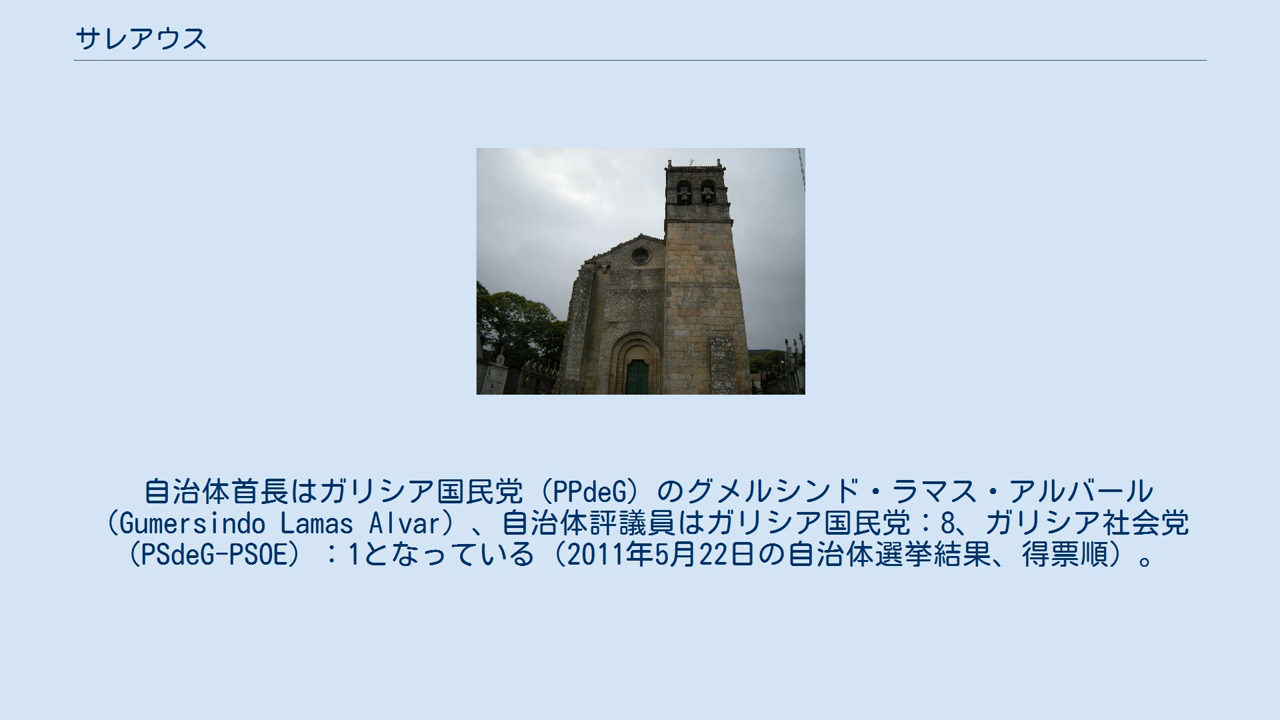 サレアウス
自治体首長はガリシア国民党（PPdeG）のグメルシンド・ラマス・アルバール
（Gumersindo Lamas Alvar）、自治体評議員はガリシア国民党：8、ガリシア社会党
（PSdeG-PSOE）：1となっている（2011年5月22日の自治体選挙結果、得票順）。